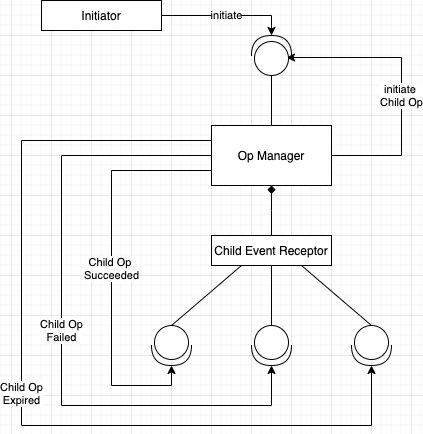 Initiator
initiate
initiate
Child Op
Op Manager
Child Event Receptor
Child Op
Succeeded
Child Op
Failed
Child Op
Expired